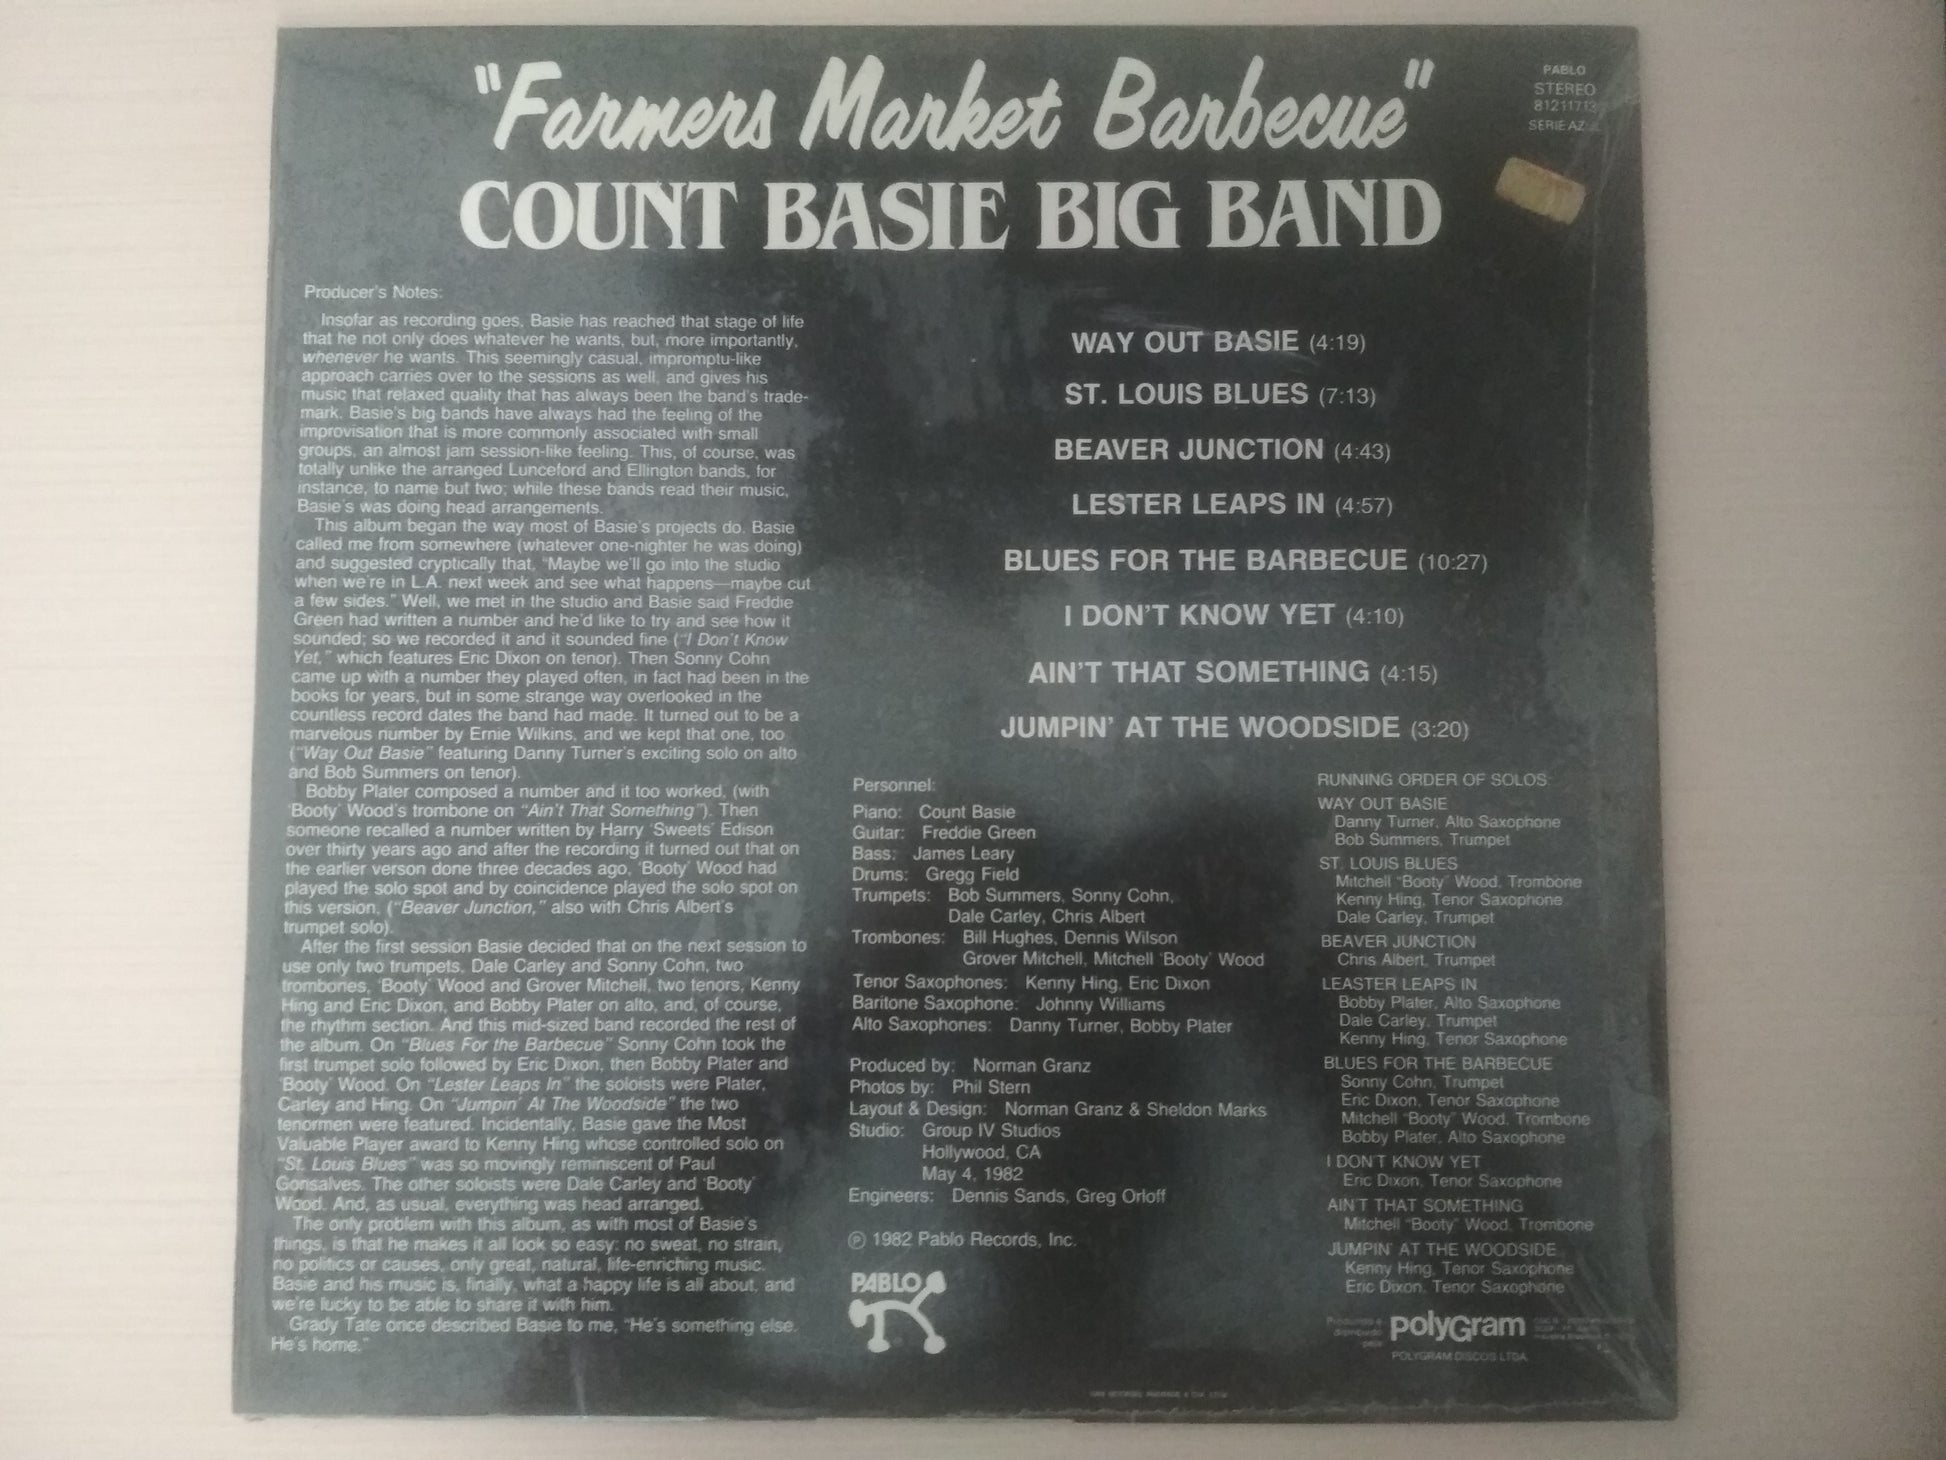 "Farmers Market Barbecue"
COUNT BASIE BIG BAND
PABLO
STEREO
81211713
SERIE AZUL
Producer's Notes:
Insofar as recording goes, Basie has reached that stage of life
that he not only does whatever he wants, but, more importantly,
whenever he wants. This seemingly casual, impromptu-like
approach carries over to the sessions as well, and gives his
music that relaxed quality that has always been the band's trade-
mark. Basie's big bands have always had the feeling of the
improvisation that is more commonly associated with small
groups, an almost jam session-like feeling. This, of course, was
totally unlike the arranged Lunceford and Ellington bands, for
instance, to name but two; while these bands read their music,
Basie's was doing head arrangements.
This album began the way most of Basie's projects do. Basie
called me from somewhere (whatever one-nighter he was doing)
and suggested cryptically that, "Maybe we'll go into the studio
when we're in L.A. next week and see what happens—maybe cut
a few sides." Well, we met in the studio and Basie said Freddie
Green had written a number and he'd like to try and see how it
sounded; so we recorded it and it sounded fine ("I Don't Know
Yet," which features Eric Dixon on tenor). Then Sonny Cohn
came up with a number they played often, in fact had been in the
books for years, but in some strange way overlooked in the
countless record dates the band had made. It turned out to be a
marvelous number by Ernie Wilkins, and we kept that one, too
("Way Out Basie" featuring Danny Turner's exciting solo on alto
and Bob Summers on tenor).
Bobby Plater composed a number and it too worked, (with
'Booty' Wood's trombone on "Ain't That Something"). Then
someone recalled a number written by Harry 'Sweets' Edison
over thirty years ago and after the recording it turned out that on
the earlier verson done three decades ago, 'Booty' Wood had
played the solo spot and by coincidence played the solo spot on
this version, ("Beaver Junction," also with Chris Albert's
trumpet solo).
After the first session Basie decided that on the next session to
use only two trumpets, Dale Carley and Sonny Cohn, two
trombones, 'Booty' Wood and Grover Mitchell, two tenors, Kenny
Hing and Eric Dixon, and Bobby Plater on alto, and, of course,
the rhythm section. And this mid-sized band recorded the rest of
the album. On "Blues For the Barbecue" Sonny Cohn took the
first trumpet solo followed by Eric Dixon, then Bobby Plater and
'Booty' Wood. On "Lester Leaps In" the soloists were Plater,
Carley and Hing. On "Jumpin' At The Woodside" the two
tenormen were featured. Incidentally, Basie gave the Most
Valuable Player award to Kenny Hing whose controlled solo on
"St. Louis Blues" was so movingly reminiscent of Paul
Gonsalves. The other soloists were Dale Carley and 'Booty'
Wood. And, as usual, everything was head arranged.
The only problem with this album, as with most of Basie's
things, is that he makes it all look so easy: no sweat, no strain,
no politics or causes, only great, natural, life-enriching music.
Basie and his music is, finally, what a happy life is all about, and
we're lucky to be able to share it with him.
Grady Tate once described Basie to me, "He's something else.
He's home."
WAY OUT BASIE (4:19)
ST. LOUIS BLUES (7:13)
BEAVER JUNCTION (4:43)
LESTER LEAPS IN (4:57)
BLUES FOR THE BARBECUE (10:27)
I DON'T KNOW YET (4:10)
AIN'T THAT SOMETHING (4:15)
JUMPIN' AT THE WOODSIDE (3:20)
Personnel:
Piano: Count Basie
Guitar: Freddie Green
Bass: James Leary
Drums: Gregg Field
Trumpets: Bob Summers, Sonny Cohn,
Dale Carley, Chris Albert
Trombones: Bill Hughes, Dennis Wilson
Grover Mitchell, Mitchell 'Booty' Wood
Tenor Saxophones: Kenny Hing, Eric Dixon
Baritone Saxophone: Johnny Williams
Alto Saxophones: Danny Turner, Bobby Plater
Produced by: Norman Granz
Photos by: Phil Stern
Layout & Design: Norman Granz & Sheldon Marks
Studio: Group IV Studios
Hollywood, CA
May 4, 1982
Engineers: Dennis Sands, Greg Orloff
℗ 1982 Pablo Records, Inc.
PABLO
RUNNING ORDER OF SOLOS
WAY OUT BASIE
Danny Turner, Alto Saxophone
Bob Summers, Trumpet
ST. LOUIS BLUES
Mitchell "Booty" Wood, Trombone
Kenny Hing, Tenor Saxophone
Dale Carley, Trumpet
BEAVER JUNCTION
Chris Albert, Trumpet
LEASTER LEAPS IN
Bobby Plater, Alto Saxophone
Dale Carley, Trumpet
Kenny Hing, Tenor Saxophone
BLUES FOR THE BARBECUE
Sonny Cohn, Trumpet
Eric Dixon, Tenor Saxophone
Mitchell "Booty" Wood, Trombone
Bobby Plater, Alto Saxophone
I DON'T KNOW YET
Eric Dixon, Tenor Saxophone
AIN'T THAT SOMETHING
Mitchell "Booty" Wood, Trombone
JUMPIN' AT THE WOODSIDE
Kenny Hing, Tenor Saxophone
Eric Dixon, Tenor Saxophone
Produzido e
distribuido
pela
polyGram
POLYGRAM DISCOS LTDA